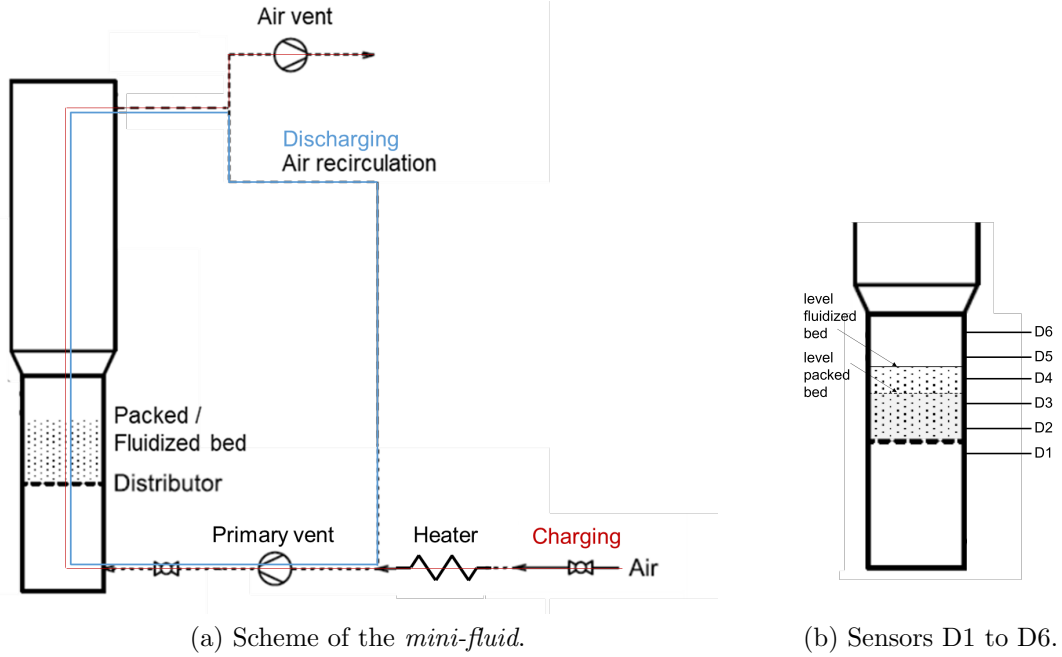 Air vent
Discharging
Air recirculation
Packed /
Fluidized bed
Distributor
Primary vent
Heater
Charging
Air
level
fluidized
bed
level
packed
bed
D6
D5
D4
D3
D2
D1
(a) Scheme of the mini-fluid.
(b) Sensors D1 to D6.